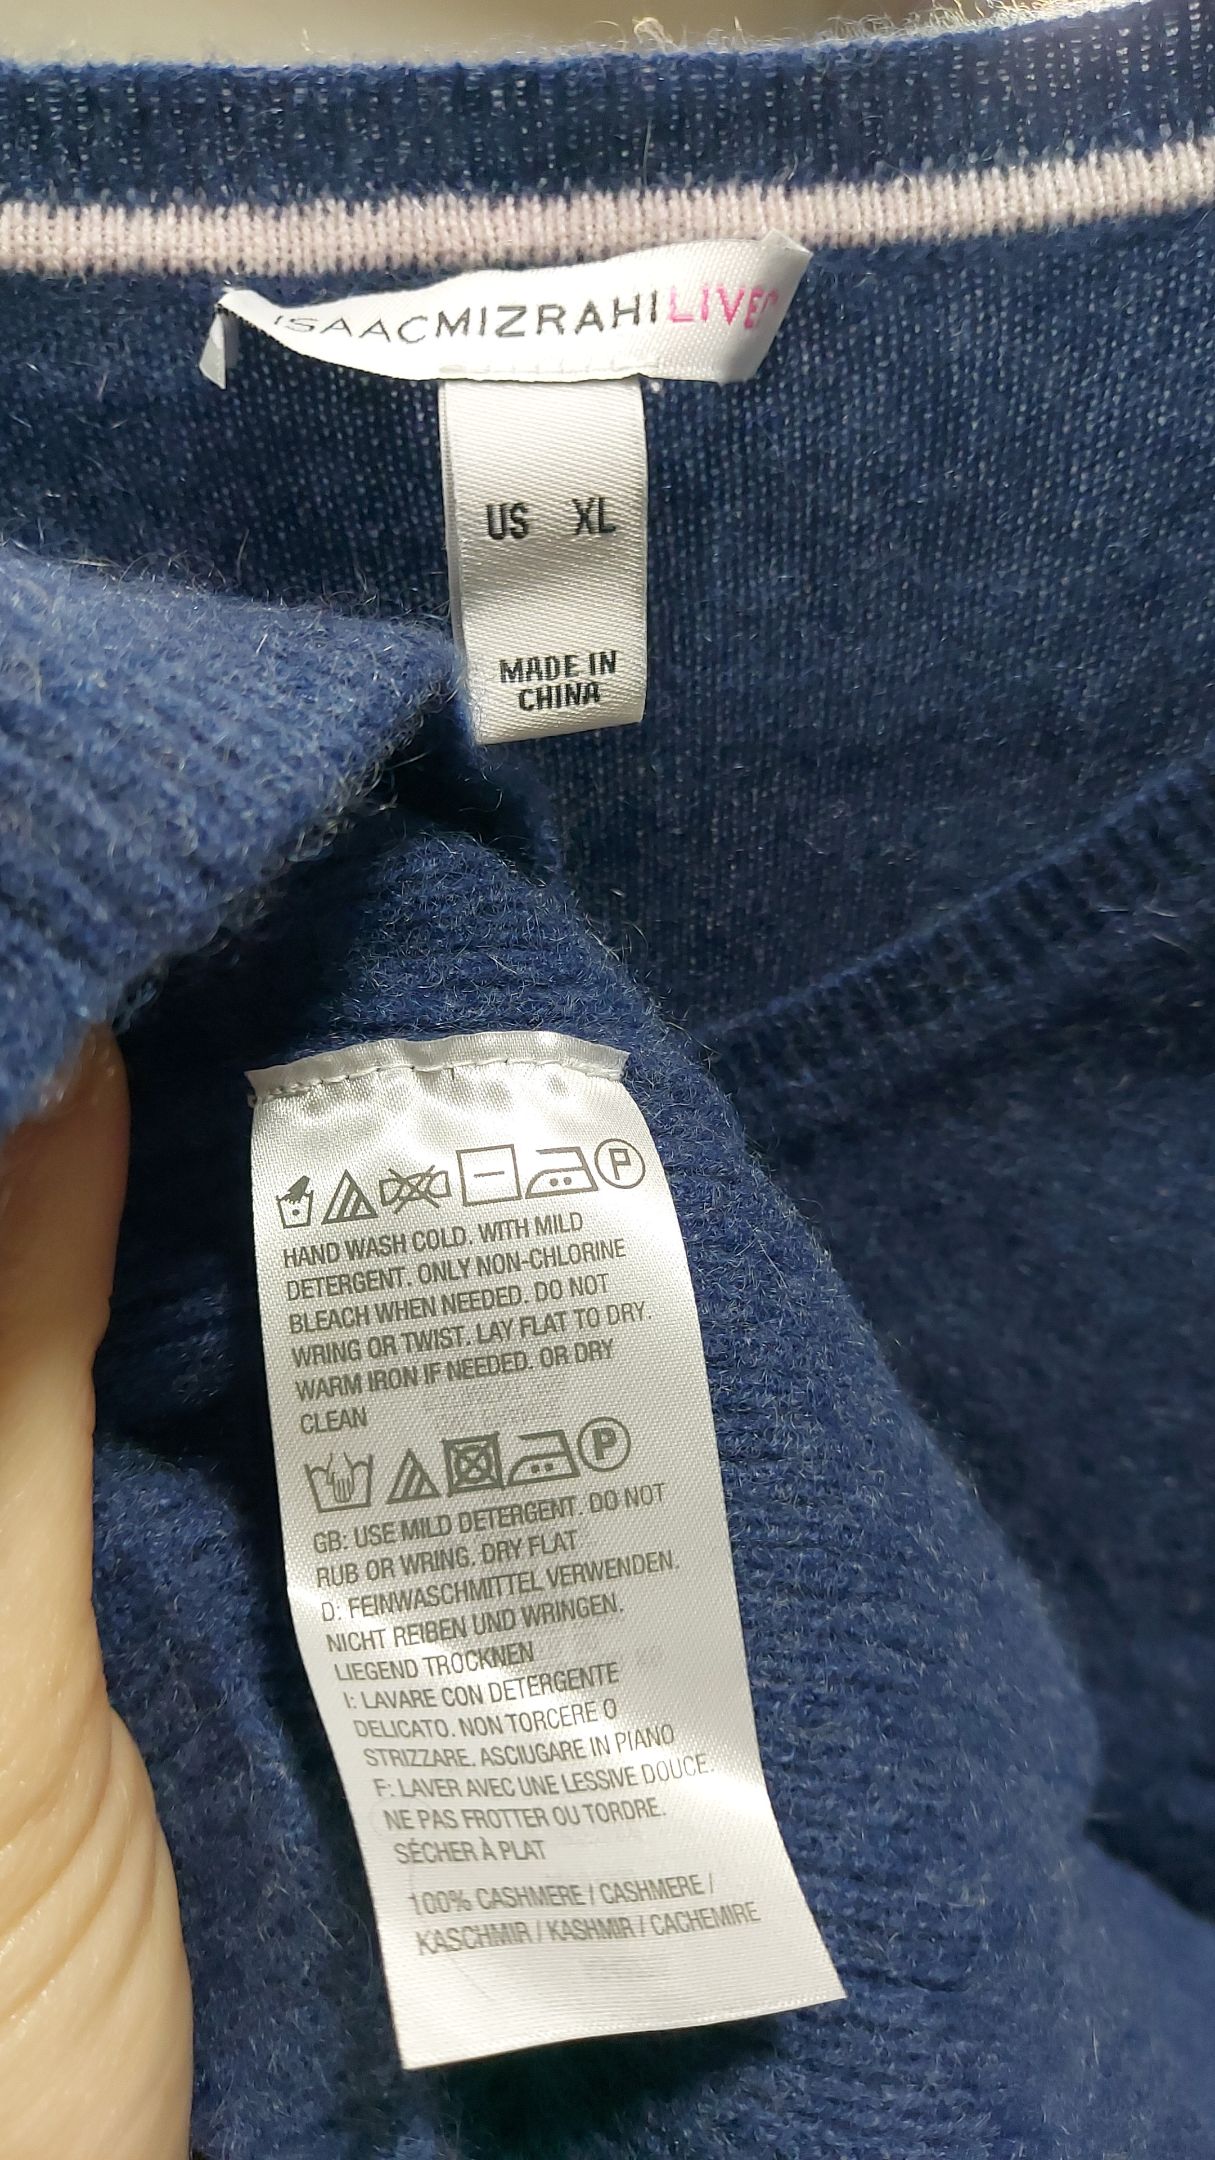 ISAACMIZRAHILIVE!
US XL
MADE IN
CHINA
P
HAND WASH COLD. WITH MILD
DETERGENT. ONLY NON-CHLORINE
BLEACH WHEN NEEDED. DO NOT
WRING OR TWIST. LAY FLAT TO DRY.
WARM IRON IF NEEDED. OR DRY
CLEAN
P
GB: USE MILD DETERGENT. DO NOT
RUB OR WRING. DRY FLAT
D: FEINWASCHMITTEL VERWENDEN.
NICHT REIBEN UND WRINGEN.
LIEGEND TROCKNEN
I: LAVARE CON DETERGENTE
DELICATO. NON TORCERE O
STRIZZARE. ASCIUGARE IN PIANO
F: LAVER AVEC UNE LESSIVE DOUCE.
NE PAS FROTTER OU TORDRE.
SÉCHER À PLAT
100% CASHMERE / CASHMERE /
KASCHMIR / KASHMIR / CACHEMIRE